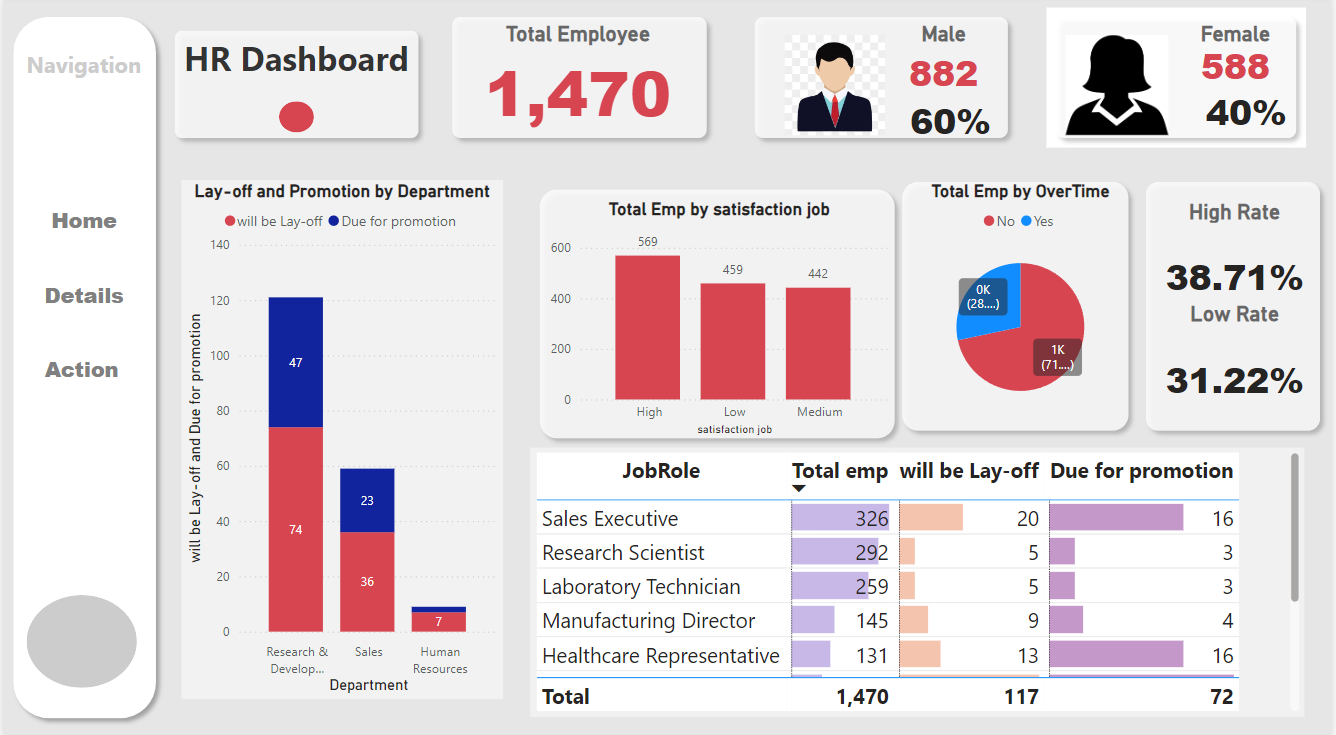 Navigation
Home
Details
Action
HR Dashboard
Total Employee
1,470
Male
882
60%
Female
588
40%
Lay-off and Promotion by Department
will be Lay-off Due for promotion
will be Lay-off and Due for promotion
140
120
100
80
60
40
20
0
47
74
23
36
7
Research &
Develop...
Sales
Human
Resources
Department
Total Emp by satisfaction job
600
400
200
0
569
459
442
High
Low
Medium
satisfaction job
Total Emp by OverTime
No Yes
0K
(28....)
1K
(71....)
High Rate
38.71%
Low Rate
31.22%
JobRole Total emp will be Lay-off Due for promotion
Sales Executive 326 20 16
Research Scientist 292 5 3
Laboratory Technician 259 5 3
Manufacturing Director 145 9 4
Healthcare Representative 131 13 16
Total 1,470 117 72